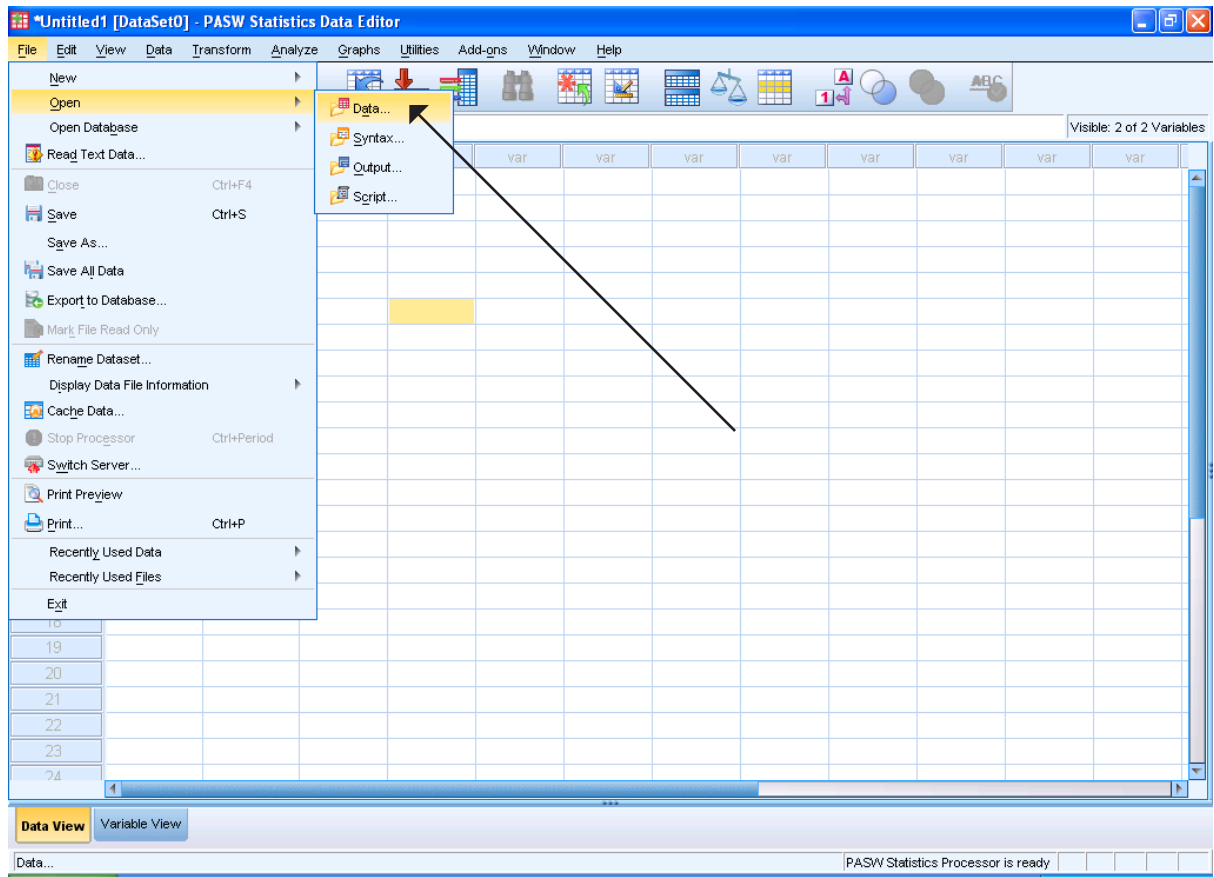 *Untitled1 [DataSet0] - PASW Statistics Data Editor
File Edit View Data Transform Analyze Graphs Utilities Add-ons Window Help
New
Open
Open Database
Read Text Data...
Close Ctrl+F4
Save Ctrl+S
Save As...
Save All Data
Export to Database...
Mark File Read Only
Rename Dataset...
Display Data File Information
Cache Data...
Stop Processor Ctrl+Period
Switch Server...
Print Preview
Print... Ctrl+P
Recently Used Data
Recently Used Files
Exit
Data...
Syntax...
Output...
Script...
A
1
ABC
Visible: 2 of 2 Variables
var var var var var var var var
18
19
20
21
22
23
24
Data View Variable View
Data... PASW Statistics Processor is ready